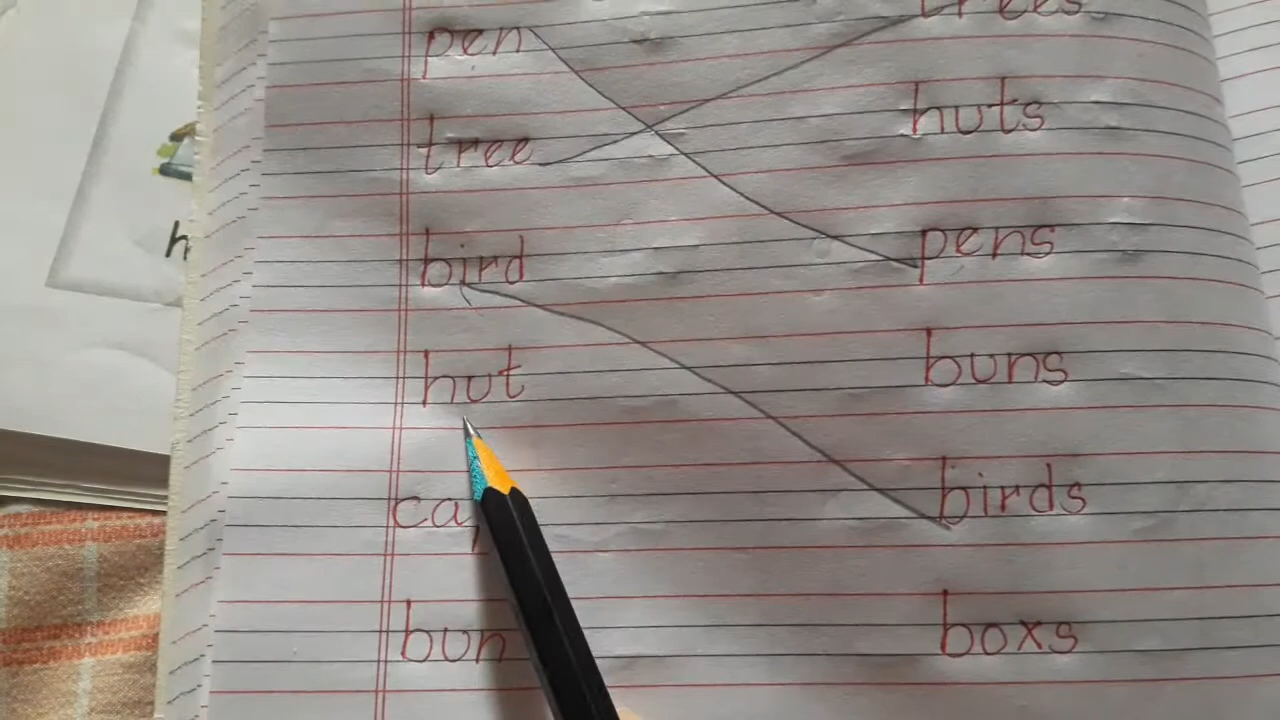 pen trees
tree huts
h
bird pens
hut buns
birds
bun boxs